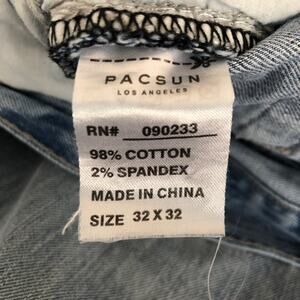 PACSUN
LOS ANGELES
RN# 090233
98% COTTON
2% SPANDEX
MADE IN CHINA
SIZE 32 X 32